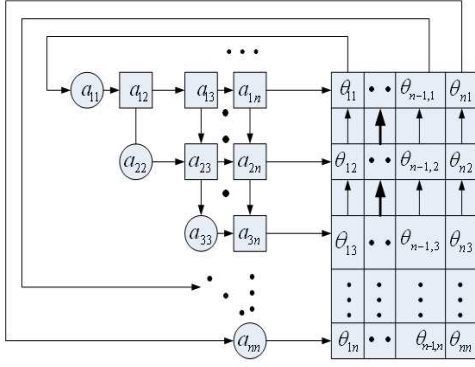 a₁₁ a₁₂ a₁₃ a₁ₙ θ₁₁ θₙ₋₁,₁ θₙ₁
a₂₂ a₂₃ a₂ₙ θ₁₂ θₙ₋₁,₂ θₙ₂
a₃₃ a₃ₙ θ₁₃ θₙ₋₁,₃ θₙ₃
aₙₙ θ₁ₙ θₙ₋₁,ₙ θₙₙ